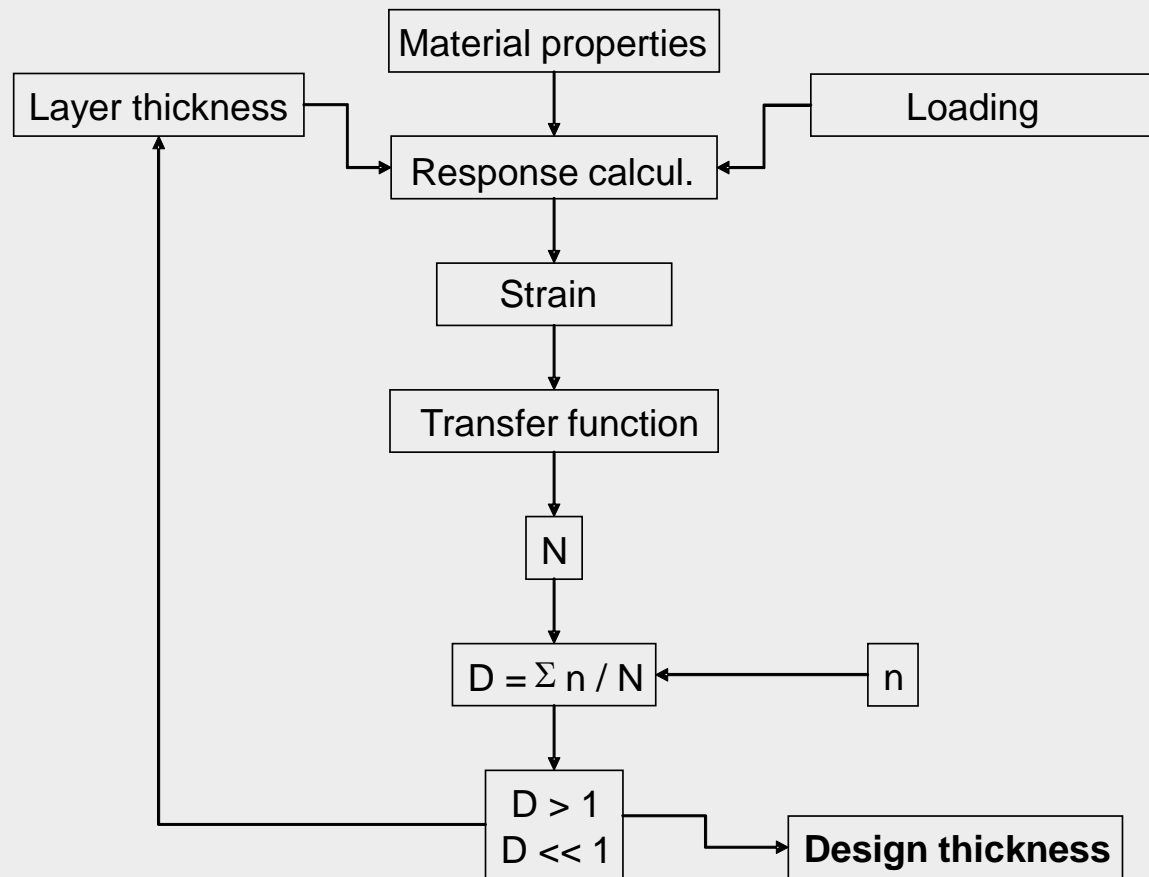 Material properties
Layer thickness
Loading
Response calcul.
Strain
Transfer function
N
D = Σ n / N
n
D > 1
D << 1
Design thickness